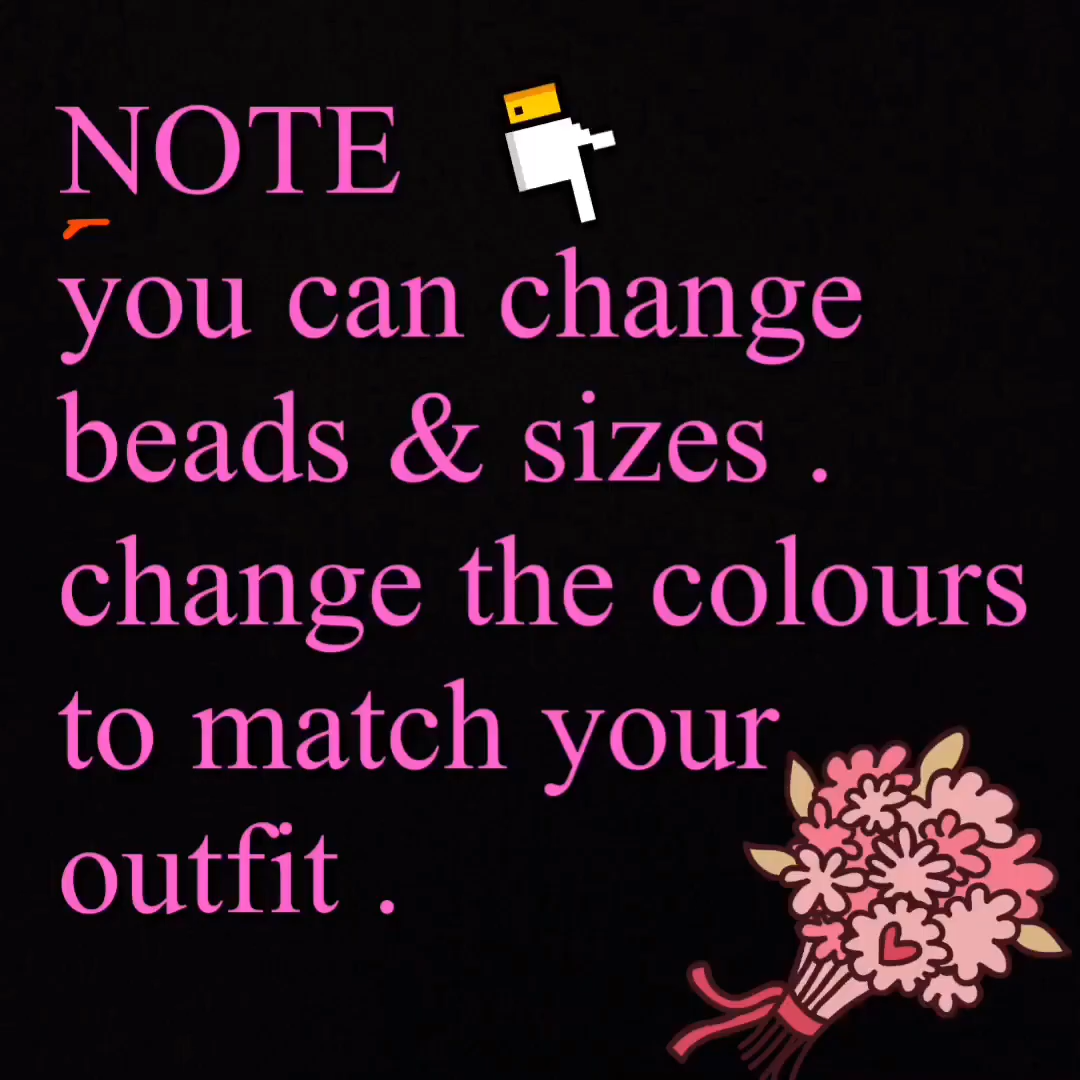 NOTE
you can change
beads & sizes .
change the colours
to match your
outfit .